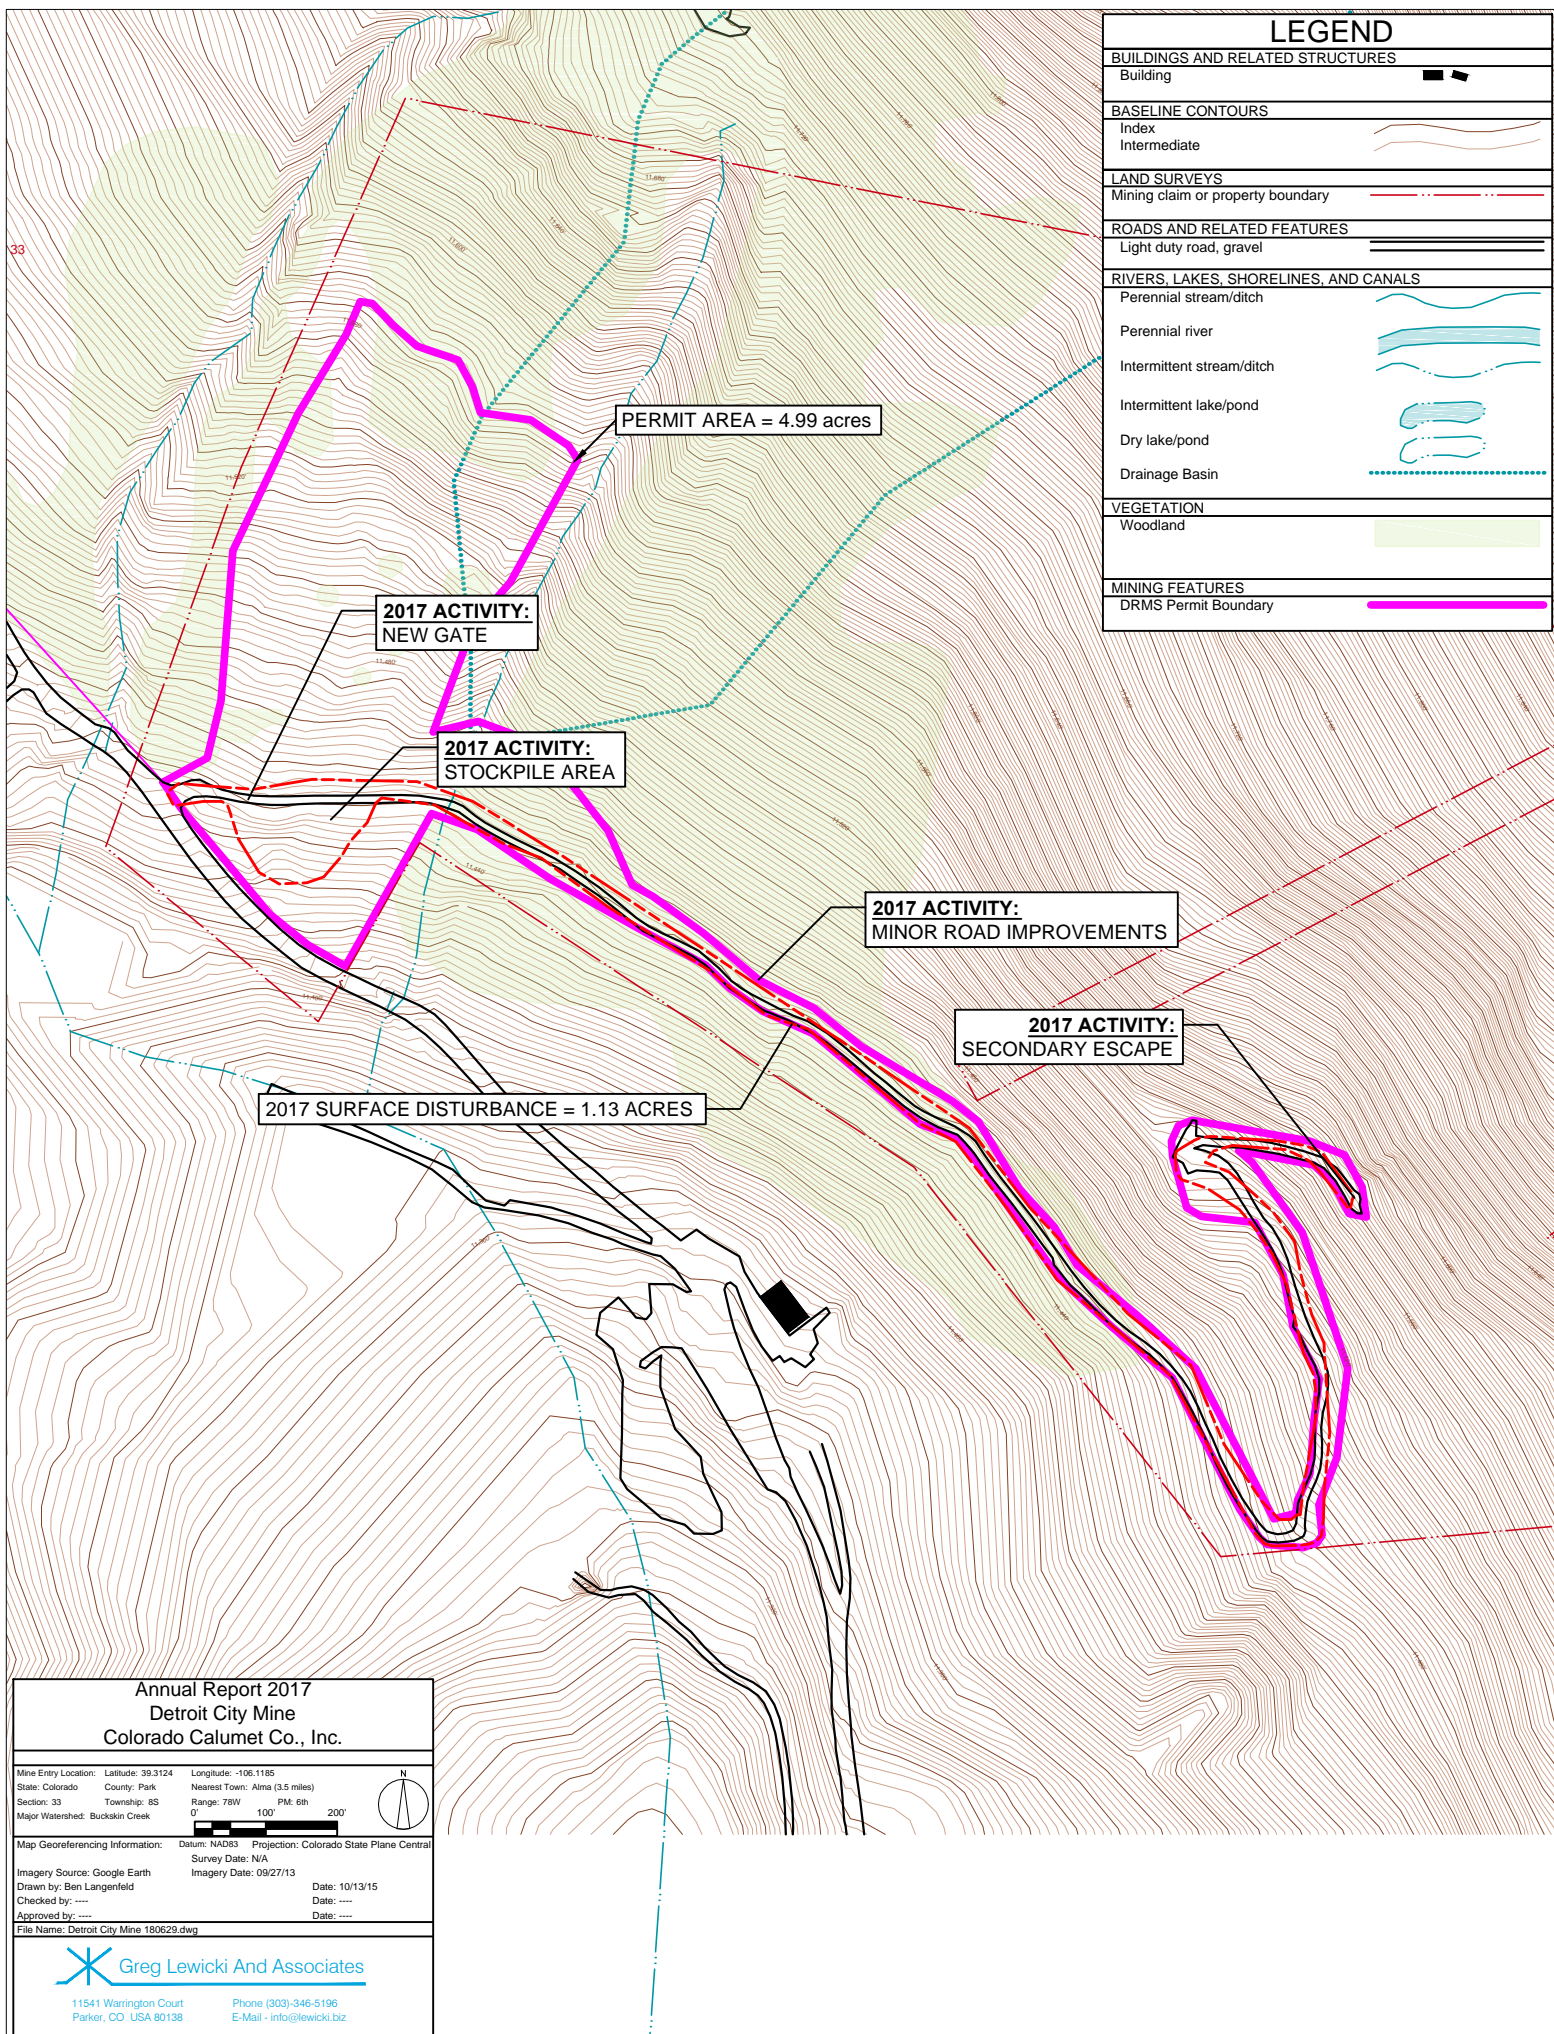 LEGEND
BUILDINGS AND RELATED STRUCTURES
Building
BASELINE CONTOURS
Index
Intermediate
LAND SURVEYS
Mining claim or property boundary
ROADS AND RELATED FEATURES
Light duty road, gravel
RIVERS, LAKES, SHORELINES, AND CANALS
Perennial stream/ditch
Perennial river
Intermittent stream/ditch
Intermittent lake/pond
Dry lake/pond
Drainage Basin
VEGETATION
Woodland
MINING FEATURES
DRMS Permit Boundary
33
PERMIT AREA = 4.99 acres
2017 ACTIVITY:
NEW GATE
2017 ACTIVITY:
STOCKPILE AREA
2017 ACTIVITY:
MINOR ROAD IMPROVEMENTS
2017 ACTIVITY:
SECONDARY ESCAPE
2017 SURFACE DISTURBANCE = 1.13 ACRES
Annual Report 2017
Detroit City Mine
Colorado Calumet Co., Inc.
Mine Entry Location: Latitude: 39.3124 Longitude: -106.1185
State: Colorado County: Park Nearest Town: Alma (3.5 miles)
Section: 33 Township: 8S Range: 78W PM: 6th
Major Watershed: Buckskin Creek
0' 100' 200'
N
Map Georeferencing Information: Datum: NAD83 Projection: Colorado State Plane Central
Survey Date: N/A
Imagery Source: Google Earth Imagery Date: 09/27/13
Drawn by: Ben Langenfeld Date: 10/13/15
Checked by: ---- Date: ----
Approved by: ---- Date: ----
File Name: Detroit City Mine 180629.dwg
Greg Lewicki And Associates
11541 Warrington Court Phone (303)-346-5196
Parker, CO USA 80138 E-Mail - info@lewicki.biz